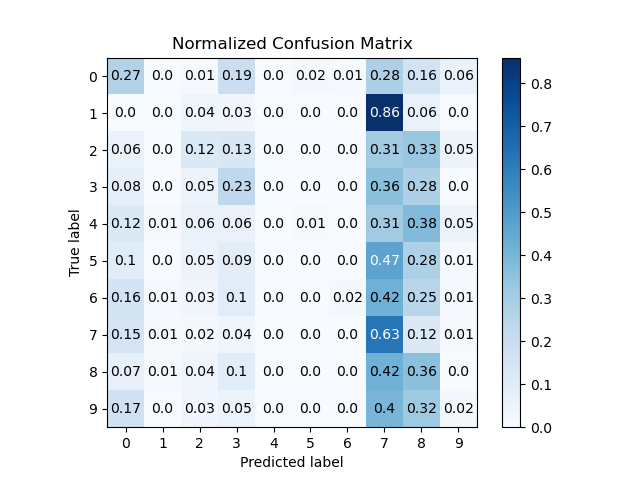 Normalized Confusion Matrix
0 0.27 0.0 0.01 0.19 0.0 0.02 0.01 0.28 0.16 0.06
1 0.0 0.0 0.04 0.03 0.0 0.0 0.0 0.86 0.06 0.0
2 0.06 0.0 0.12 0.13 0.0 0.0 0.0 0.31 0.33 0.05
3 0.08 0.0 0.05 0.23 0.0 0.0 0.0 0.36 0.28 0.0
4 0.12 0.01 0.06 0.06 0.0 0.01 0.0 0.31 0.38 0.05
5 0.1 0.0 0.05 0.09 0.0 0.0 0.0 0.47 0.28 0.01
6 0.16 0.01 0.03 0.1 0.0 0.0 0.02 0.42 0.25 0.01
7 0.15 0.01 0.02 0.04 0.0 0.0 0.0 0.63 0.12 0.01
8 0.07 0.01 0.04 0.1 0.0 0.0 0.0 0.42 0.36 0.0
9 0.17 0.0 0.03 0.05 0.0 0.0 0.0 0.4 0.32 0.02
0 1 2 3 4 5 6 7 8 9
Predicted label
True label
0.8
0.7
0.6
0.5
0.4
0.3
0.2
0.1
0.0